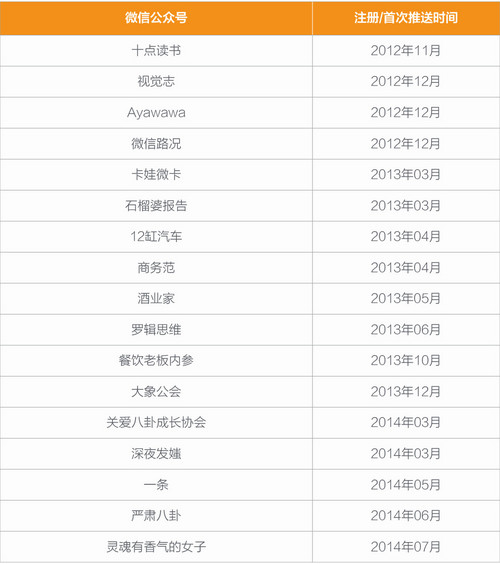 微信公众号 注册/首次推送时间
十点读书 2012年11月
视觉志 2012年12月
Ayawawa 2012年12月
微信路况 2012年12月
卡娃微卡 2013年03月
石榴婆报告 2013年03月
12缸汽车 2013年04月
商务范 2013年04月
酒业家 2013年05月
罗辑思维 2013年06月
餐饮老板内参 2013年10月
大象公会 2013年12月
关爱八卦成长协会 2014年03月
深夜发媸 2014年03月
一条 2014年05月
严肃八卦 2014年06月
灵魂有香气的女子 2014年07月